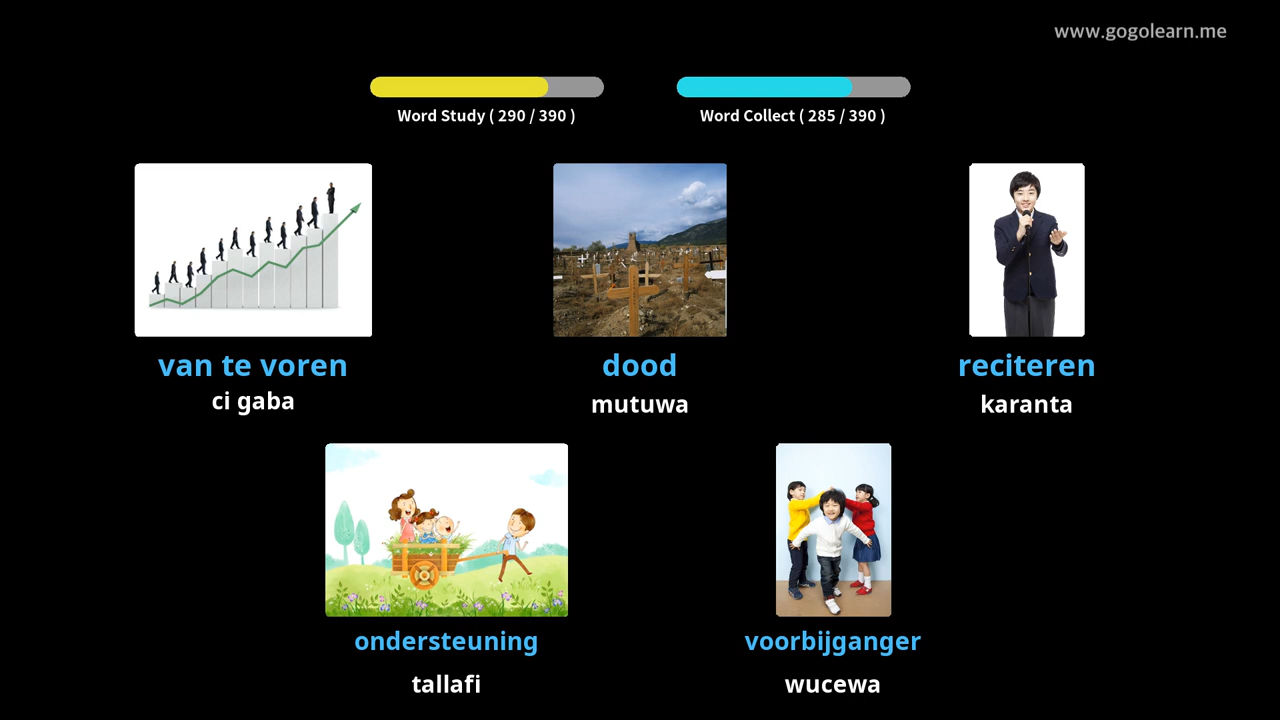 www.gogolearn.me
Word Study ( 290 / 390 )
Word Collect ( 285 / 390 )
van te voren
ci gaba
dood
mutuwa
reciteren
karanta
ondersteuning
tallafi
voorbijganger
wucewa